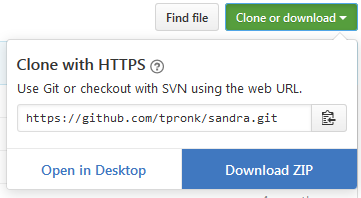 Find file
Clone or download
Clone with HTTPS ?
Use Git or checkout with SVN using the web URL.
https://github.com/tpronk/sandra.git
Open in Desktop
Download ZIP